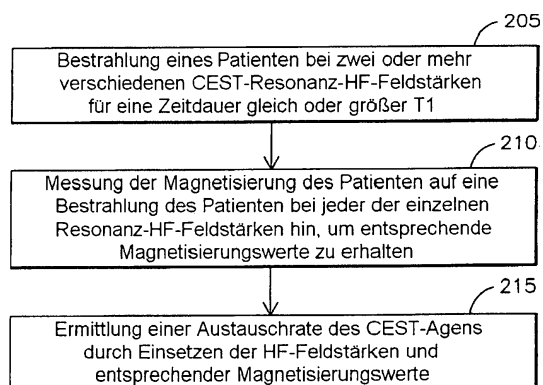 205
Bestrahlung eines Patienten bei zwei oder mehr
verschiedenen CEST-Resonanz-HF-Feldstärken
für eine Zeitdauer gleich oder größer T1
210
Messung der Magnetisierung des Patienten auf eine
Bestrahlung des Patienten bei jeder der einzelnen
Resonanz-HF-Feldstärken hin, um entsprechende
Magnetisierungswerte zu erhalten
215
Ermittlung einer Austauschrate des CEST-Agens
durch Einsetzen der HF-Feldstärken und
entsprechender Magnetisierungswerte